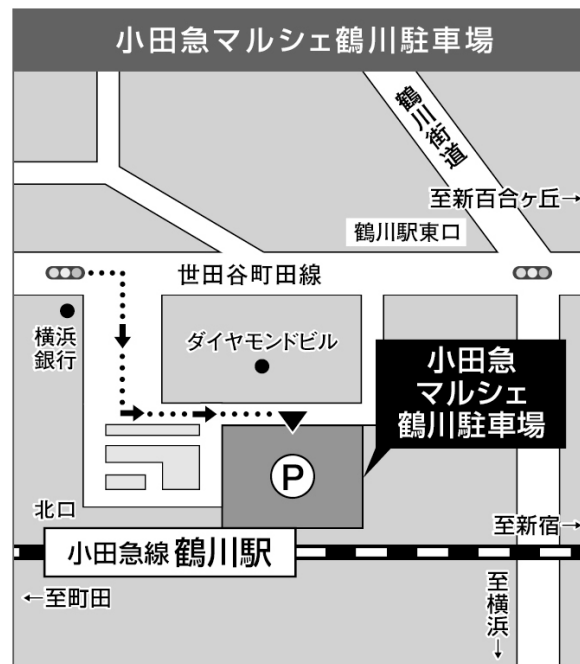 小田急マルシェ鶴川駐車場
鶴川街道
至新百合ヶ丘→
鶴川駅東口
世田谷町田線
横浜
銀行
ダイヤモンドビル
小田急
マルシェ
鶴川駐車場
P
北口
至新宿→
小田急線 鶴川駅
←至町田
至横浜→